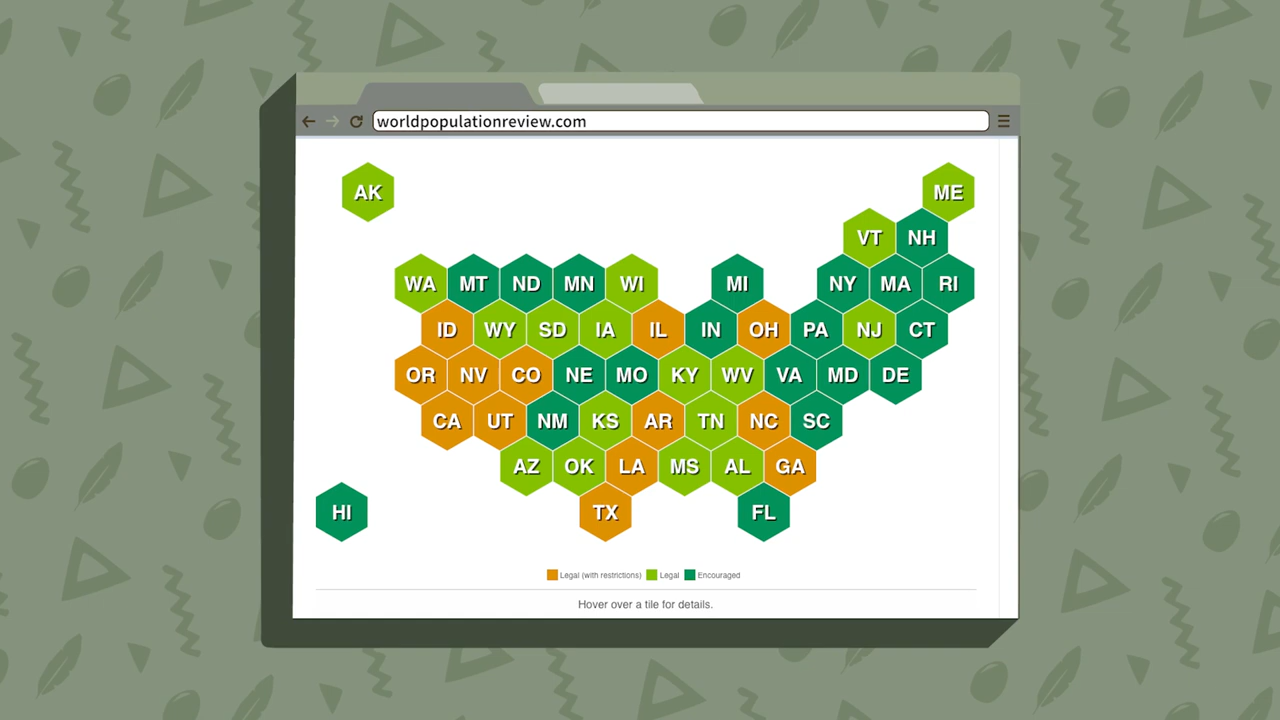 worldpopulationreview.com
AK ME
VT NH
WA MT ND MN WI MI NY MA RI
ID WY SD IA IL IN OH PA NJ CT
OR NV CO NE MO KY WV VA MD DE
CA UT NM KS AR TN NC SC
AZ OK LA MS AL GA
HI TX FL
Legal (with restrictions) Legal Encouraged
Hover over a tile for details.